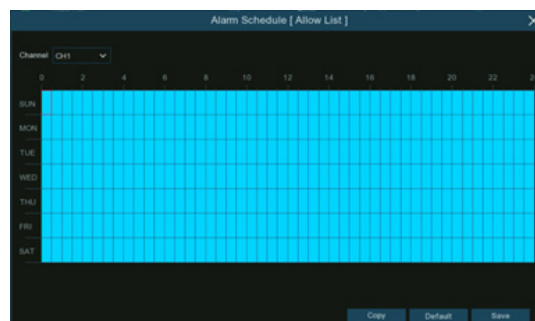 Alarm Schedule [ Allow List ] X
Channel CH1
0 2 4 6 8 10 12 14 16 18 20 22 24
SUN
MON
TUE
WED
THU
FRI
SAT
Copy Default Save